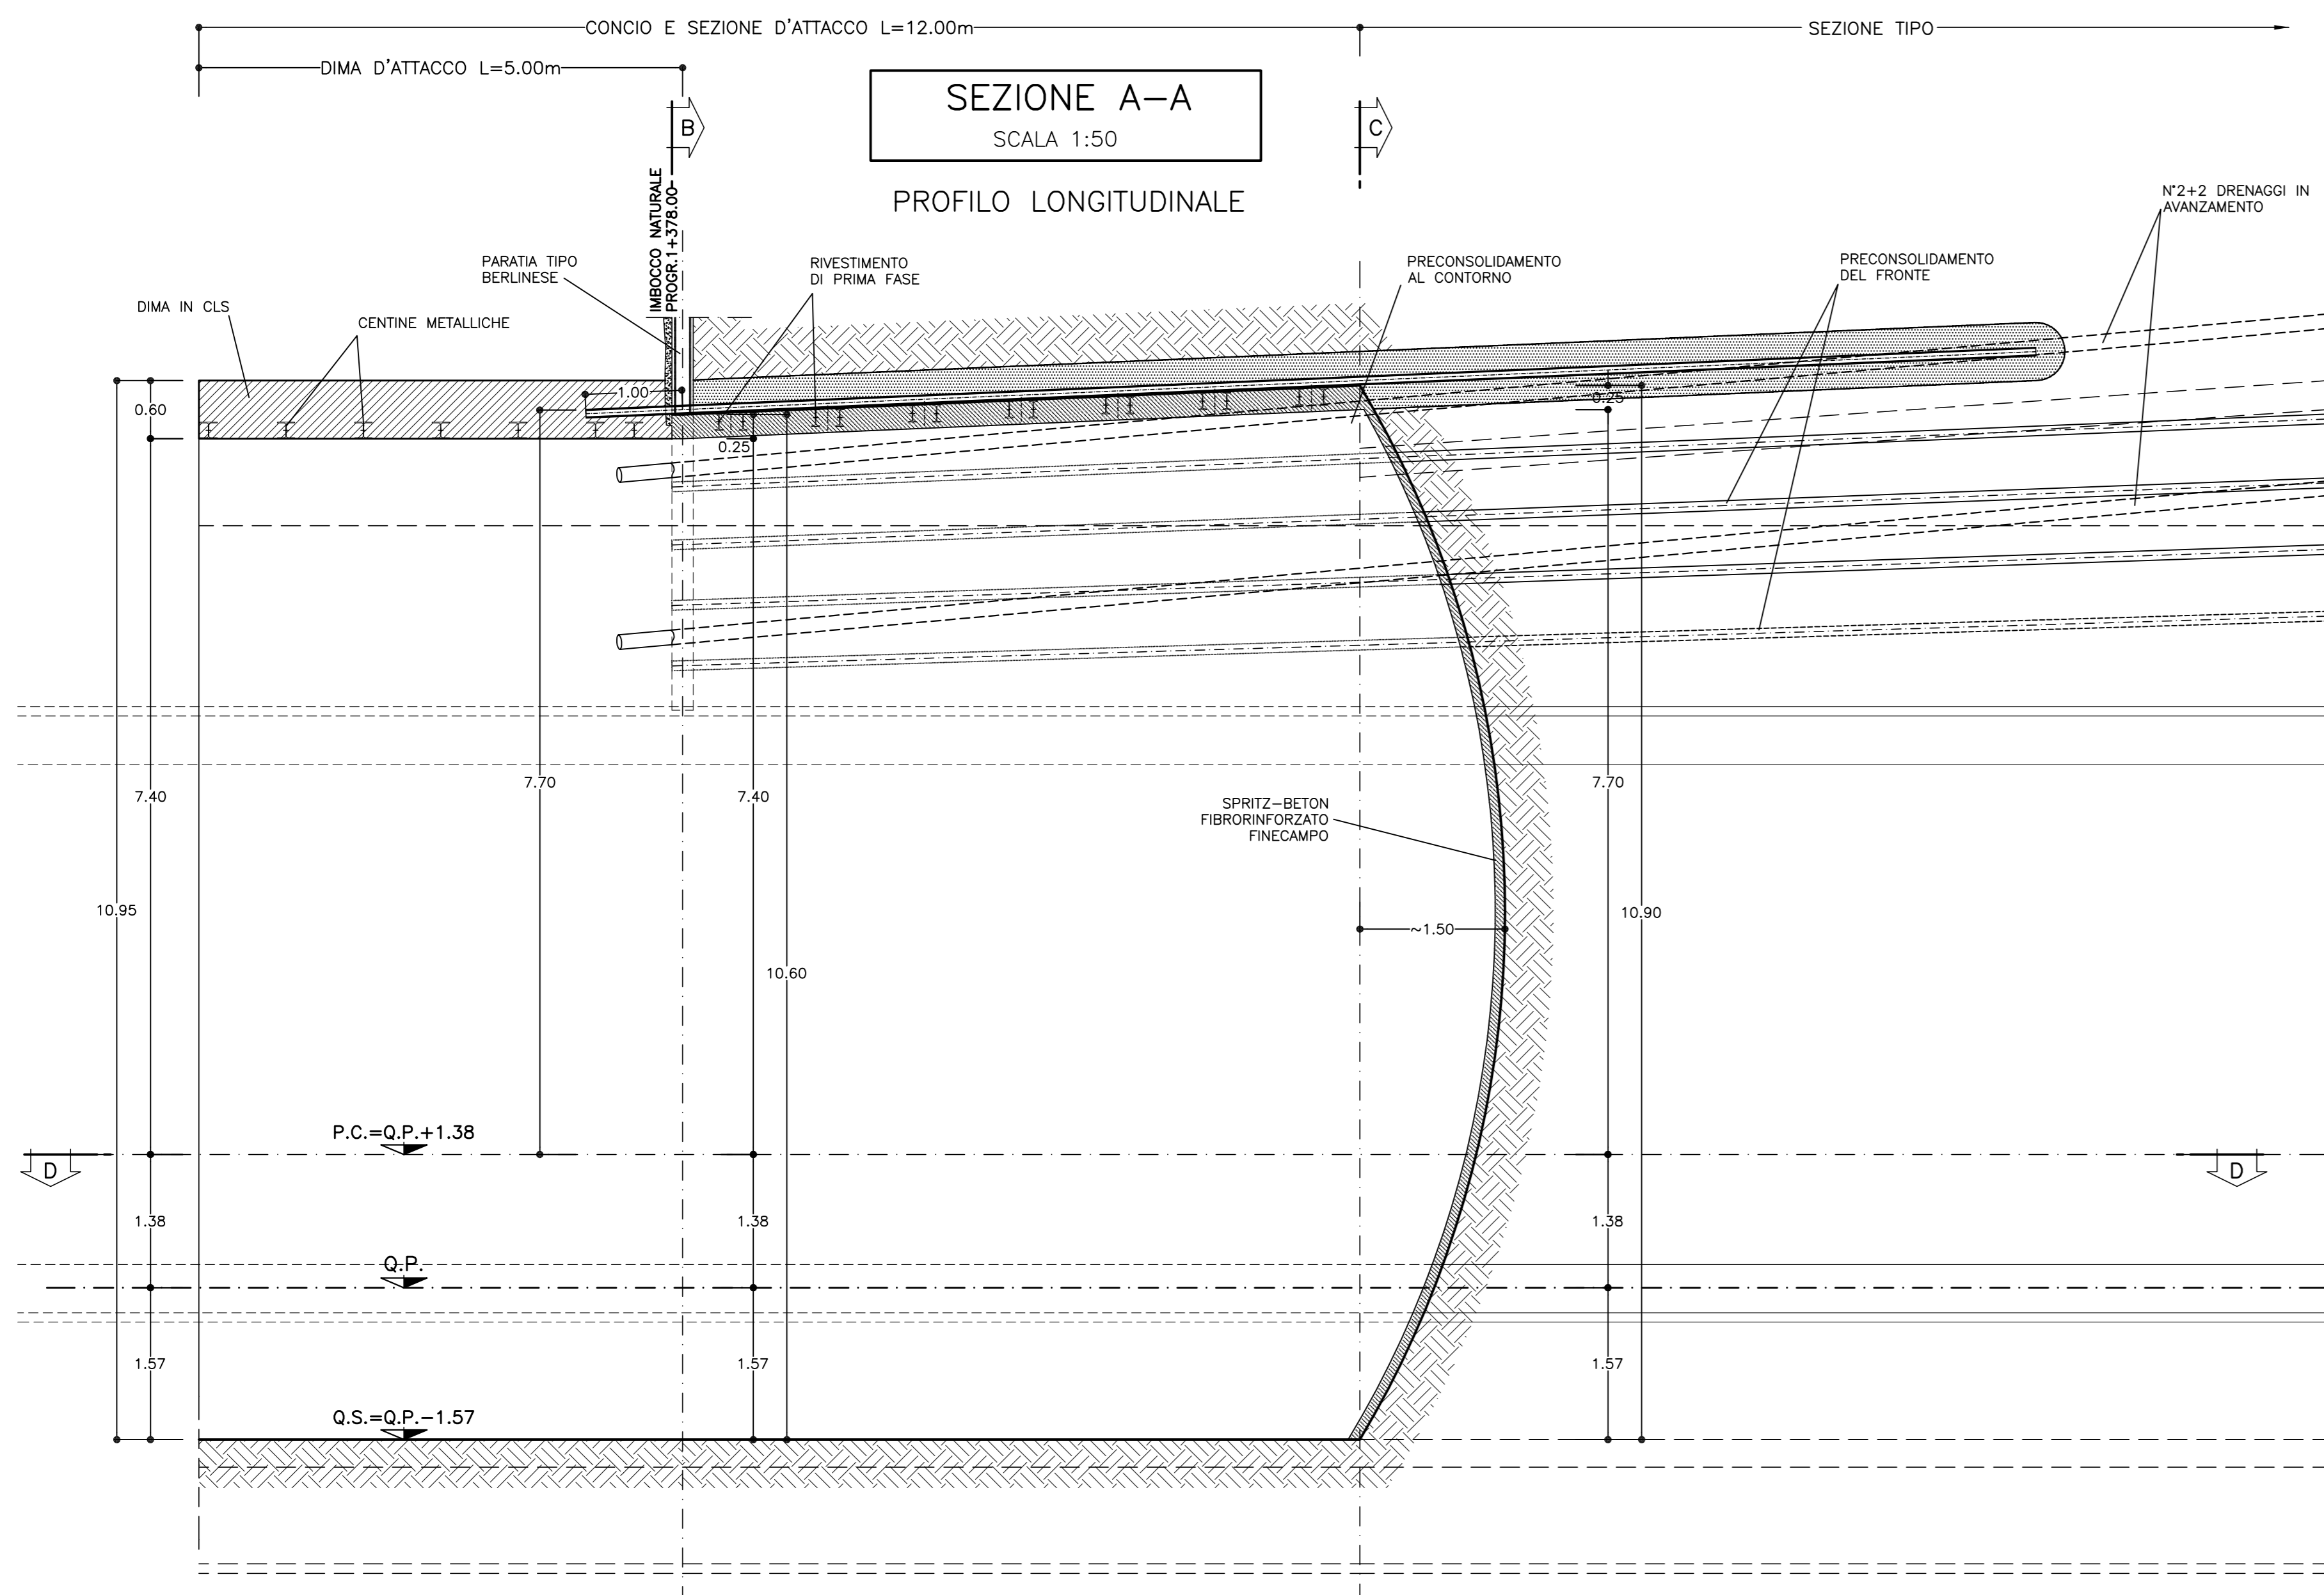 CONCIO E SEZIONE D'ATTACCO L=12.00m
SEZIONE TIPO
DIMA D'ATTACCO L=5.00m
SEZIONE A-A
SCALA 1:50
B
C
PROFILO LONGITUDINALE
IMBOCCO NATURALE
PROGR.1+378.00
N°2+2 DRENAGGI IN
AVANZAMENTO
PARATIA TIPO
BERLINESE
RIVESTIMENTO
DI PRIMA FASE
PRECONSOLIDAMENTO
AL CONTORNO
PRECONSOLIDAMENTO
DEL FRONTE
DIMA IN CLS
CENTINE METALLICHE
0.60
1.00
0.25
0.25
7.40
7.70
7.40
7.70
SPRITZ-BETON
FIBRORINFORZATO
FINECAMPO
10.95
10.90
~1.50
10.60
P.C.=Q.P.+1.38
D
D
1.38
1.38
1.38
Q.P.
1.57
1.57
1.57
Q.S.=Q.P.-1.57